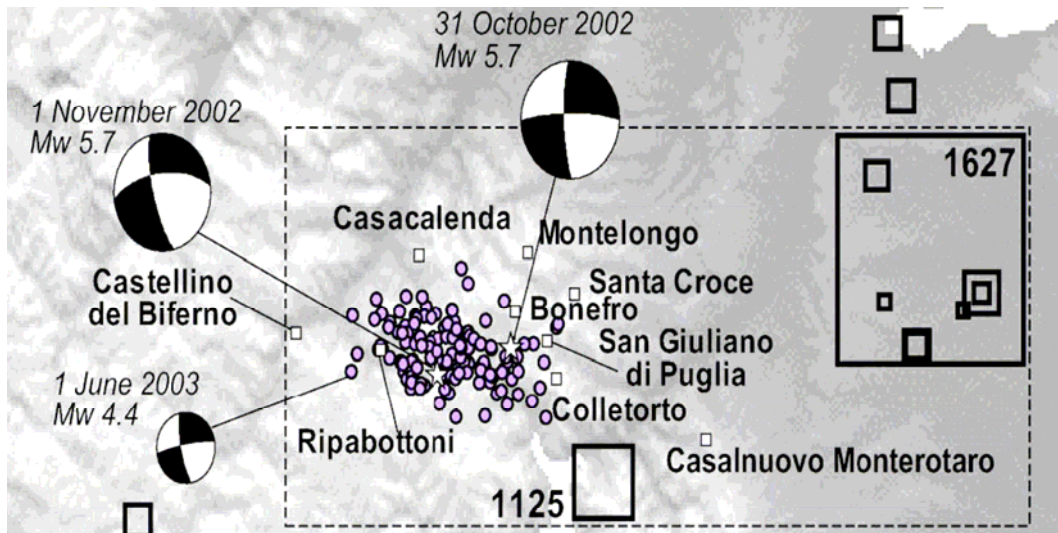 31 October 2002
Mw 5.7
1 November 2002
Mw 5.7
1627
Casacalenda
Montelongo
Castellino
del Biferno
Santa Croce
Bonefro
San Giuliano
di Puglia
1 June 2003
Mw 4.4
Colletorto
Ripabottoni
Casalnuovo Monterotaro
1125